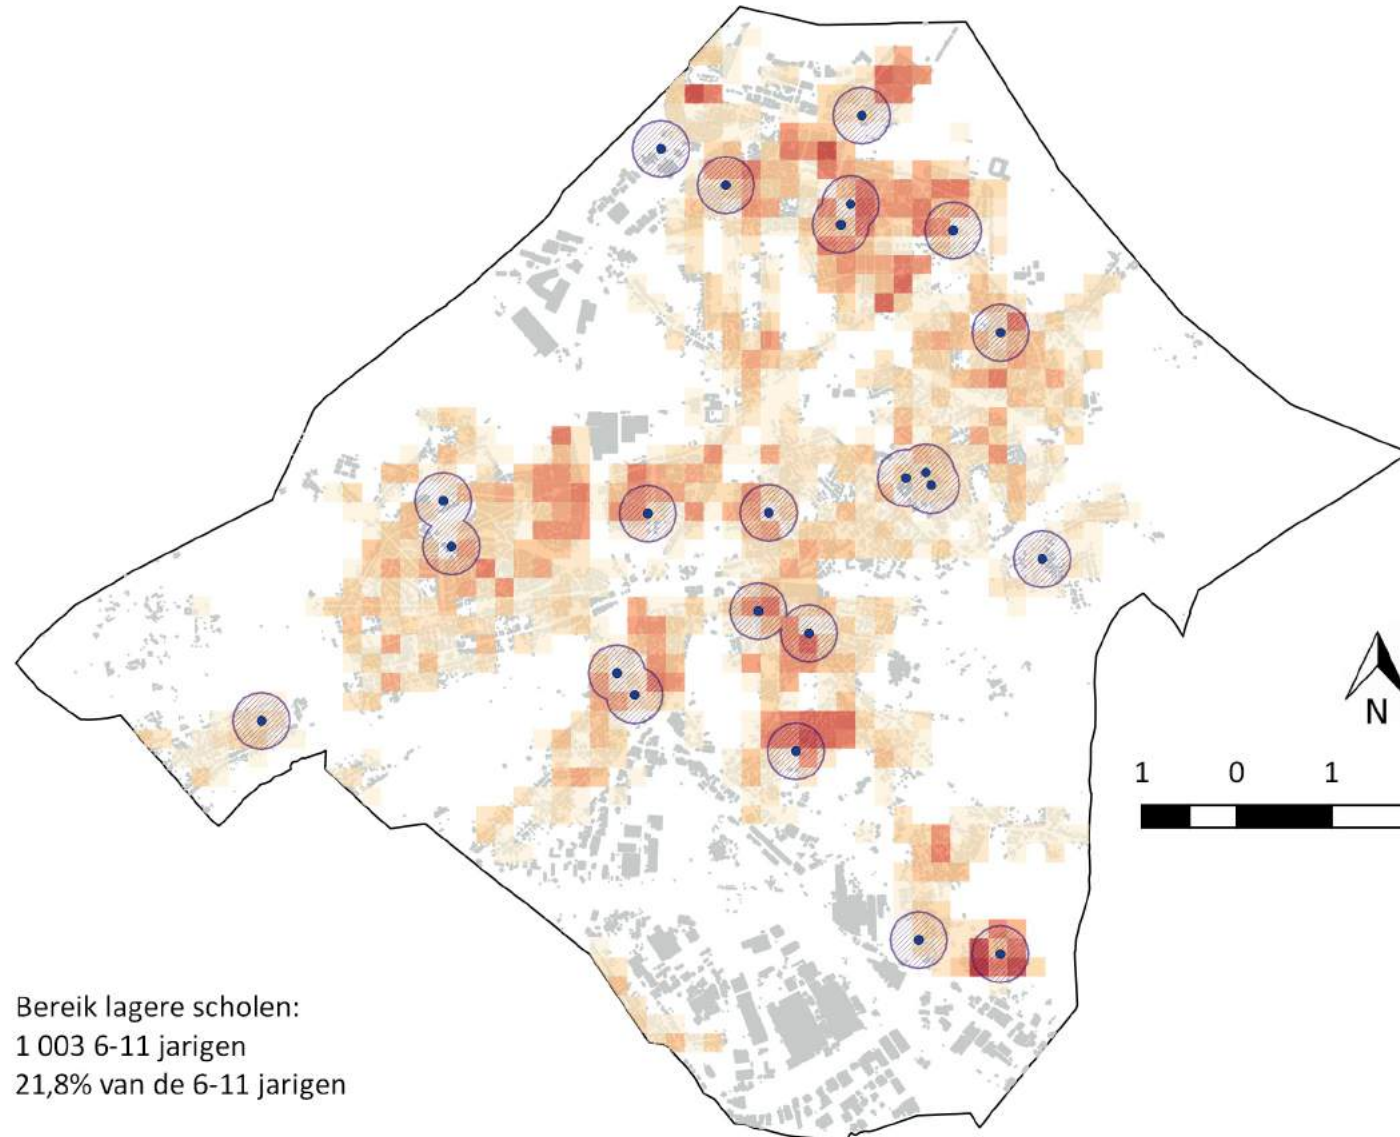 N
1 0 1
Bereik lagere scholen:
1 003 6-11 jarigen
21,8% van de 6-11 jarigen